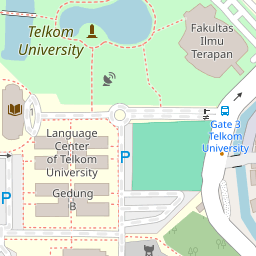 Telkom
University
Fakultas
Ilmu
Terapan
Gate 3
Telkom
University
Language
Center
of Telkom
University
Gedung
B
P
P
P